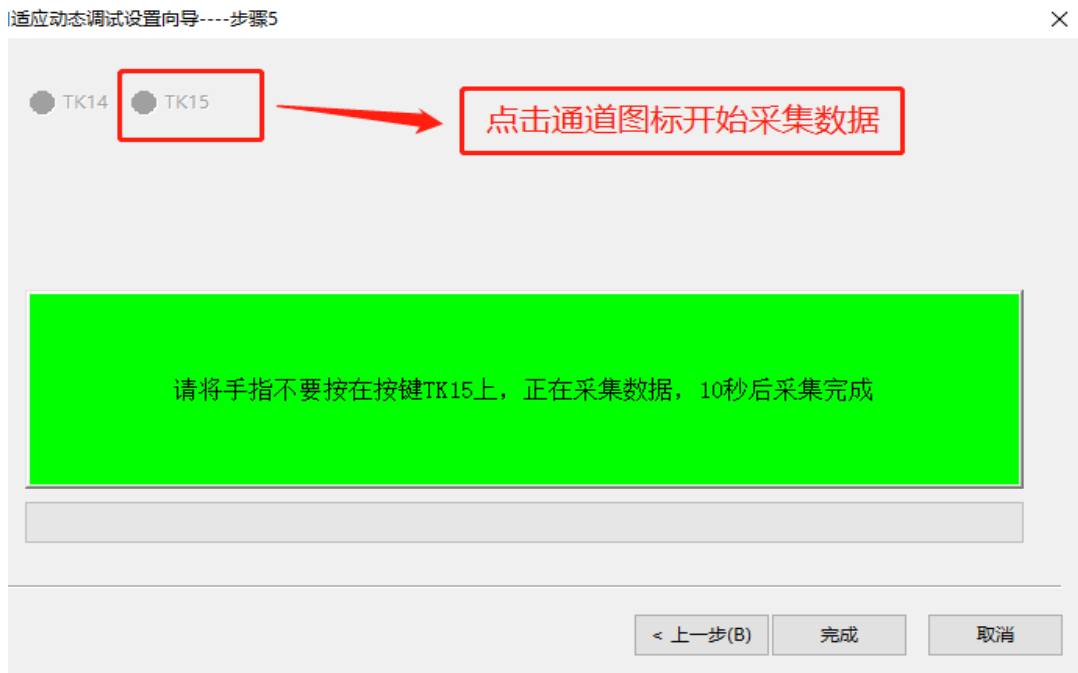 适应动态调试设置向导----步骤5
TK14
TK15
点击通道图标开始采集数据
请将手指不要按在按键TK15上，正在采集数据，10秒后采集完成
< 上一步(B)
完成
取消